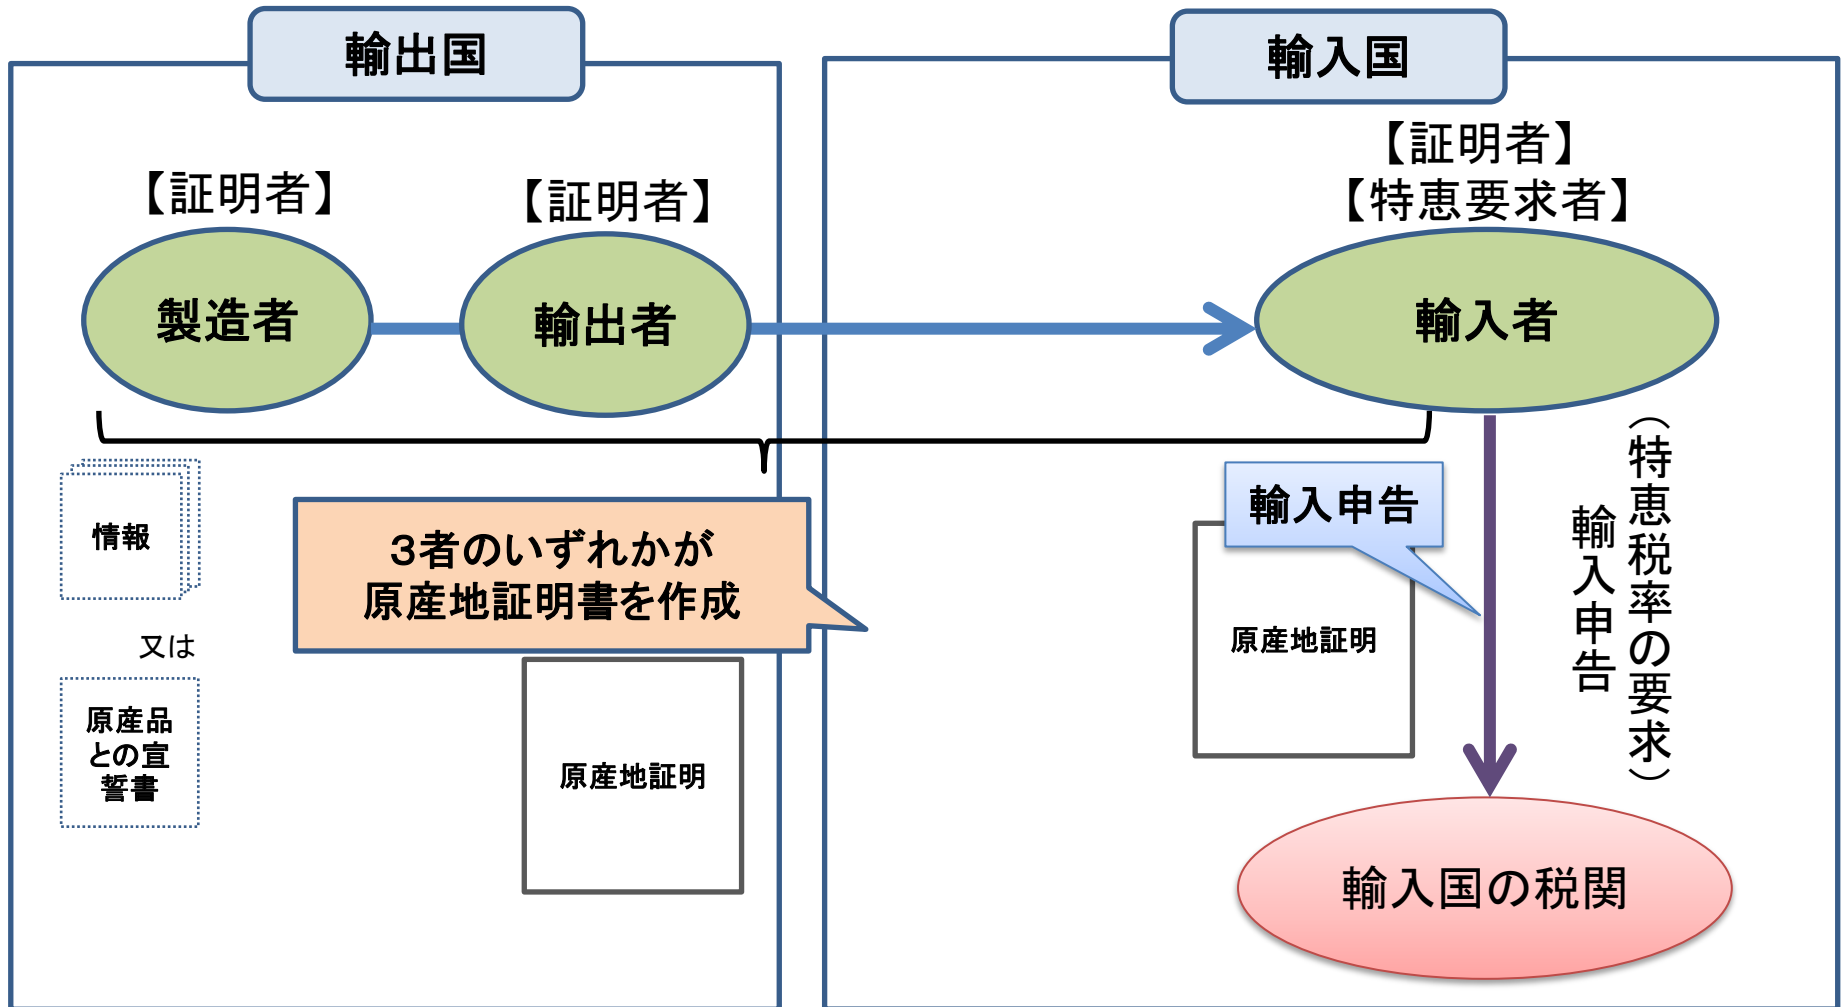 輸出国
輸入国
【証明者】
【証明者】
【証明者】
【特恵要求者】
製造者
輸出者
輸入者
情報
又は
原産品
との宣
誓書
３者のいずれかが
原産地証明書を作成
原産地証明
輸入申告
原産地証明
（特恵税率の要求）
輸入申告
輸入国の税関